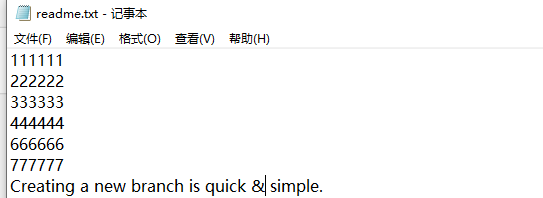 readme.txt - 记事本
文件(F) 编辑(E) 格式(O) 查看(V) 帮助(H)
111111
222222
333333
444444
666666
777777
Creating a new branch is quick & simple.